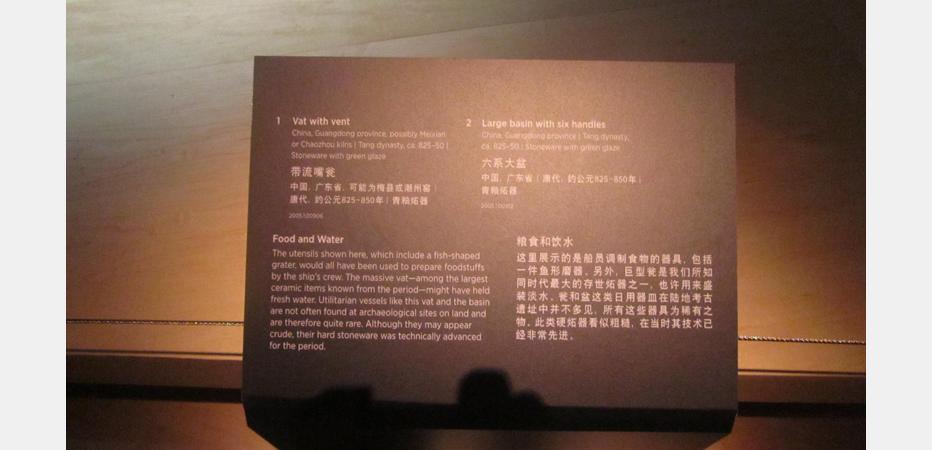 1 Vat with vent
China, Guangdong province, possibly Meixian
or Chaozhou kilns | Tang dynasty, ca. 825–50 |
Stoneware with green glaze
带流嘴瓮
中国，广东省，可能为梅县或潮州窑 |
唐代，约公元825-850年 | 青釉炻器
2005.1.00906
2 Large basin with six handles
China, Guangdong province | Tang dynasty,
ca. 825–50 | Stoneware with green glaze
六系大盆
中国，广东省 | 唐代，约公元825-850年 |
青釉炻器
Food and Water
The utensils shown here, which include a fish-shaped
grater, would all have been used to prepare foodstuffs
by the ship's crew. The massive vat—among the largest
ceramic items known from the period—might have held
fresh water. Utilitarian vessels like this vat and the basin
are not often found at archaeological sites on land and
are therefore quite rare. Although they may appear
crude, their hard stoneware was technically advanced
for the period.
粮食和饮水
这里展示的是船员调制食物的器具，包括
一件鱼形磨器。另外，巨型瓮是我们所知
同时代最大的存世炻器之一，也许用来盛
装淡水。瓮和盆这类日用器皿在陆地考古
遗址中并不多见，所有这些器具为稀有之
物。此类硬炻器看似粗糙，在当时其技术已
经非常先进。